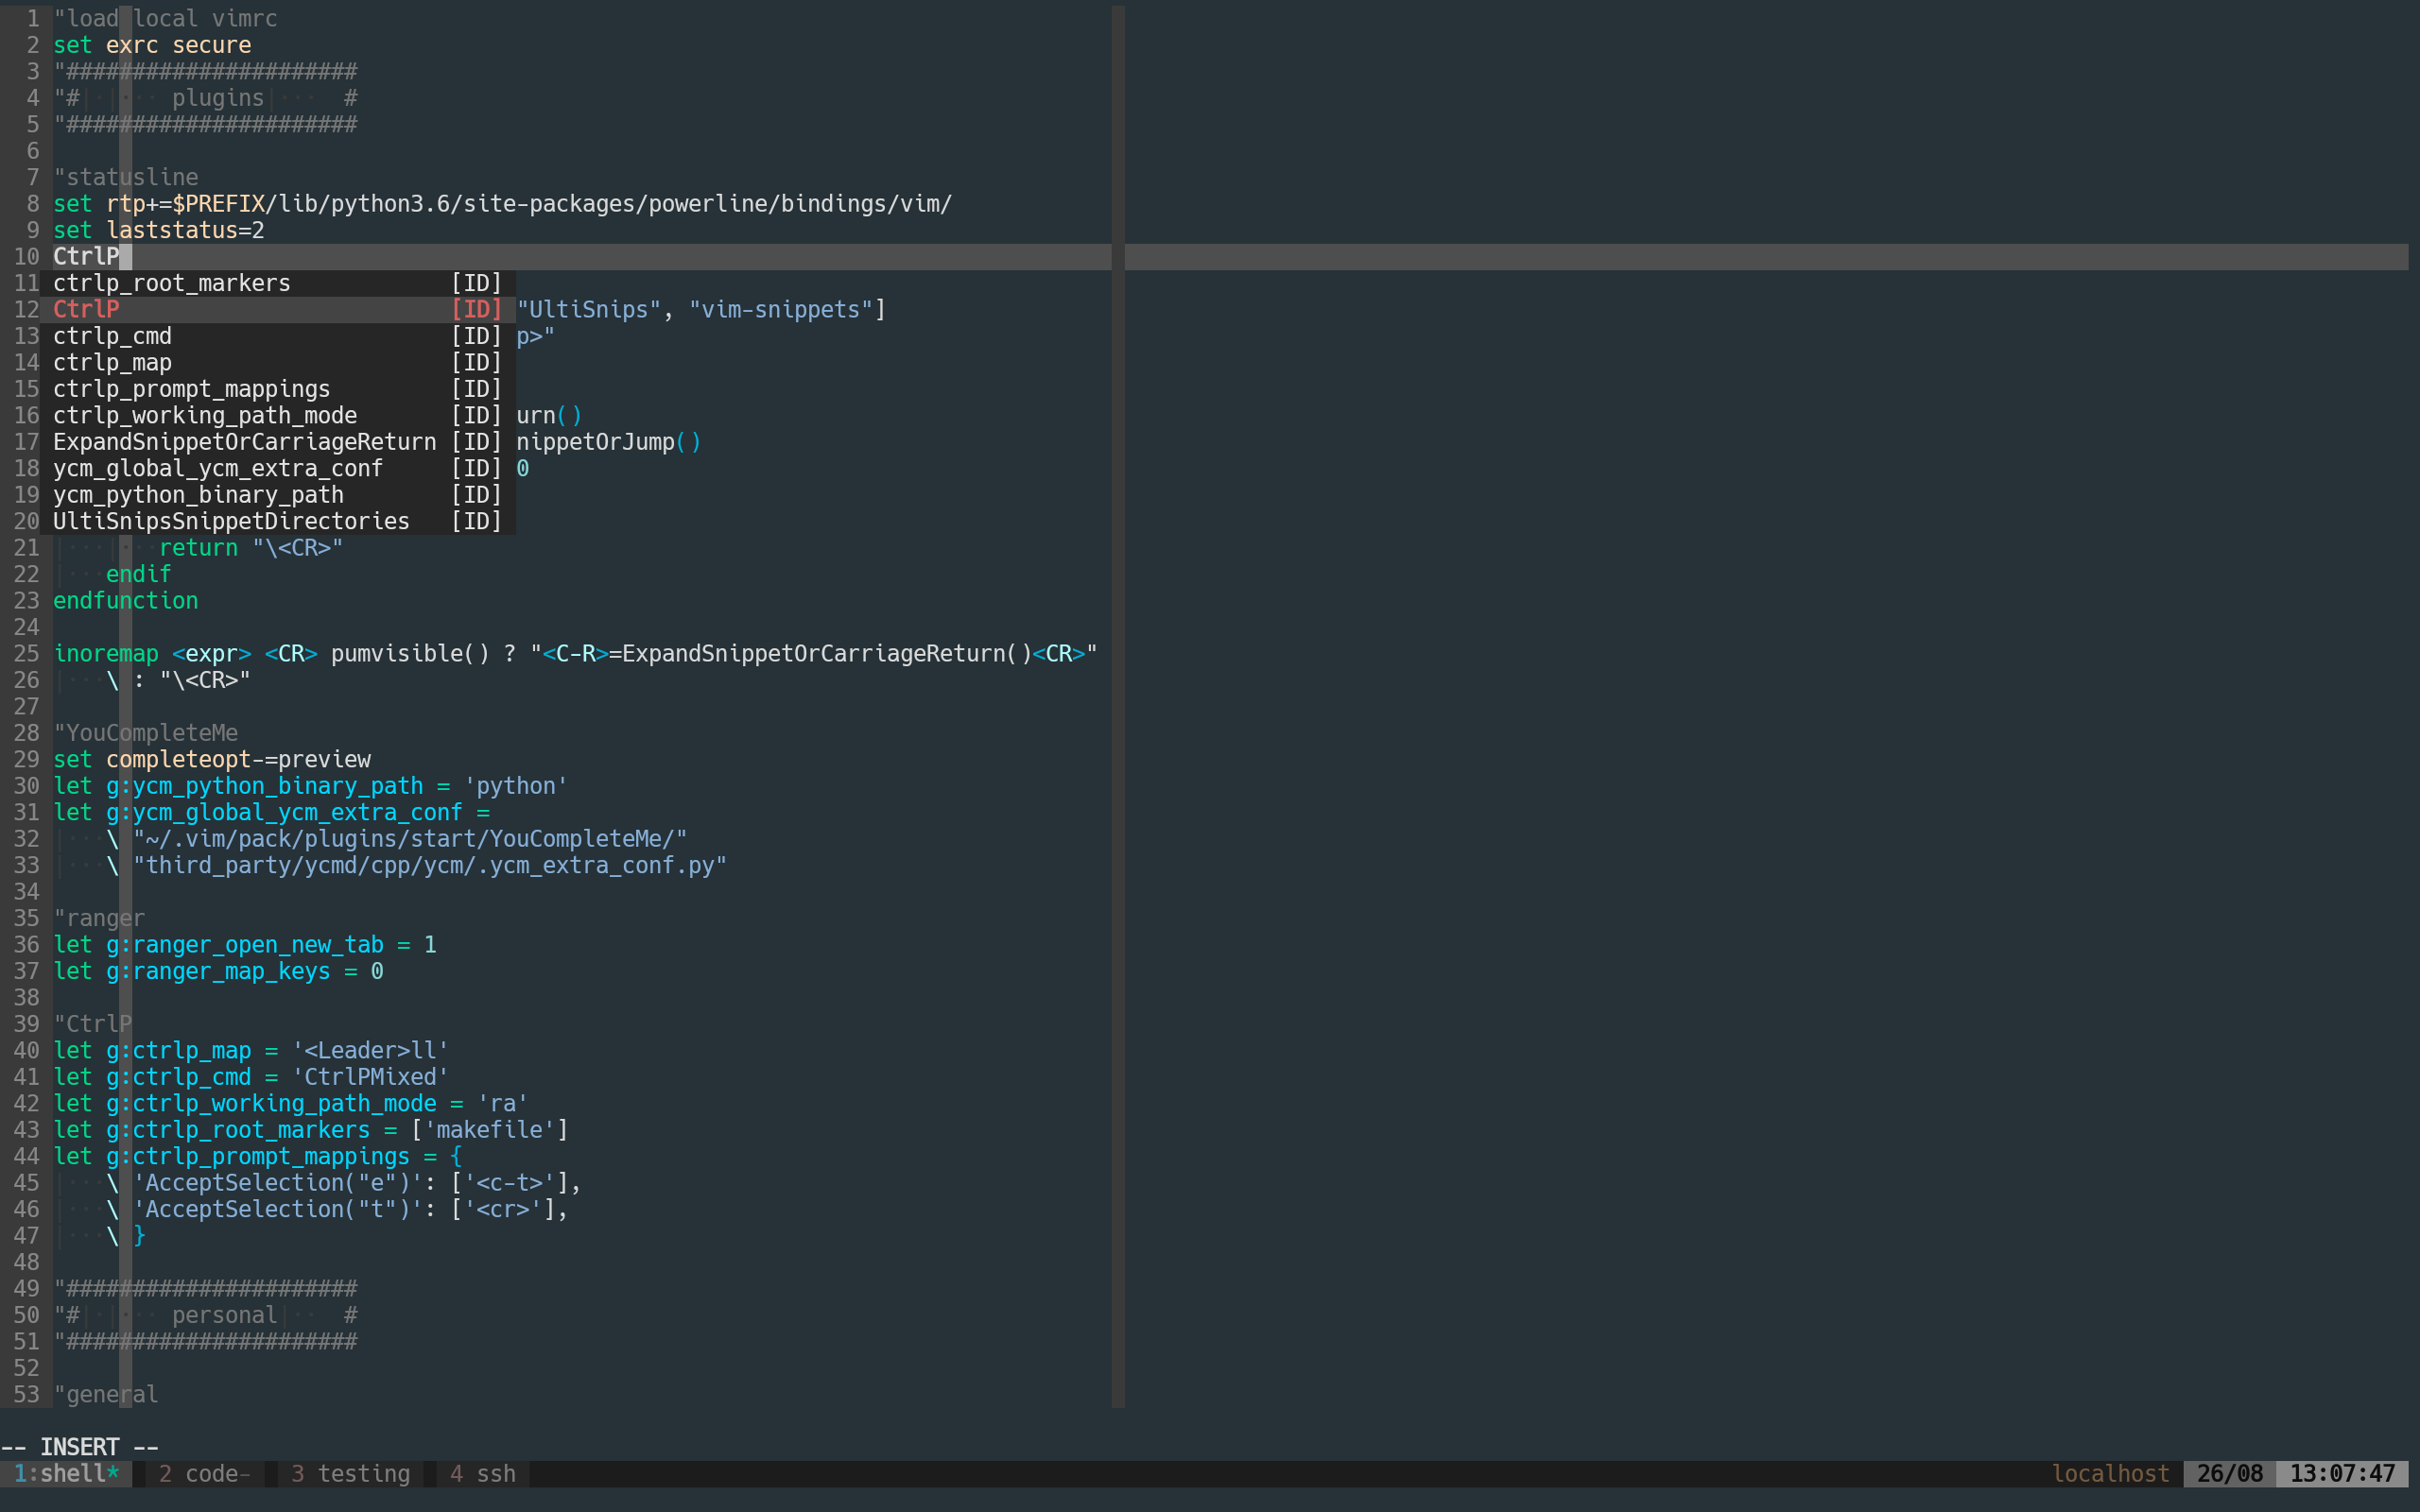 1 "load local vimrc
2 set exrc secure
3 "######################
4 "#|·|··· plugins|···  #
5 "######################
6
7 "statusline
8 set rtp+=$PREFIX/lib/python3.6/site-packages/powerline/bindings/vim/
9 set laststatus=2
10 CtrlP
11 ctrlp_root_markers [ID]
12 CtrlP [ID] "UltiSnips", "vim-snippets"]
13 ctrlp_cmd [ID] p>"
14 ctrlp_map [ID]
15 ctrlp_prompt_mappings [ID]
16 ctrlp_working_path_mode [ID] urn()
17 ExpandSnippetOrCarriageReturn [ID] nippetOrJump()
18 ycm_global_ycm_extra_conf [ID] 0
19 ycm_python_binary_path [ID]
20 UltiSnipsSnippetDirectories [ID]
21 |···|···return "\<CR>"
22 |···endif
23 endfunction
24
25 inoremap <expr> <CR> pumvisible() ? "<C-R>=ExpandSnippetOrCarriageReturn()<CR>"
26 |···\ : "\<CR>"
27
28 "YouCompleteMe
29 set completeopt-=preview
30 let g:ycm_python_binary_path = 'python'
31 let g:ycm_global_ycm_extra_conf =
32 |···\ "~/.vim/pack/plugins/start/YouCompleteMe/"
33 |···\ "third_party/ycmd/cpp/ycm/.ycm_extra_conf.py"
34
35 "ranger
36 let g:ranger_open_new_tab = 1
37 let g:ranger_map_keys = 0
38
39 "CtrlP
40 let g:ctrlp_map = '<Leader>ll'
41 let g:ctrlp_cmd = 'CtrlPMixed'
42 let g:ctrlp_working_path_mode = 'ra'
43 let g:ctrlp_root_markers = ['makefile']
44 let g:ctrlp_prompt_mappings = {
45 |···\ 'AcceptSelection("e")': ['<c-t>'],
46 |···\ 'AcceptSelection("t")': ['<cr>'],
47 |···\ }
48
49 "######################
50 "#|·|··· personal|··  #
51 "######################
52
53 "general
-- INSERT --
1:shell* 2 code- 3 testing 4 ssh localhost 26/08 13:07:47